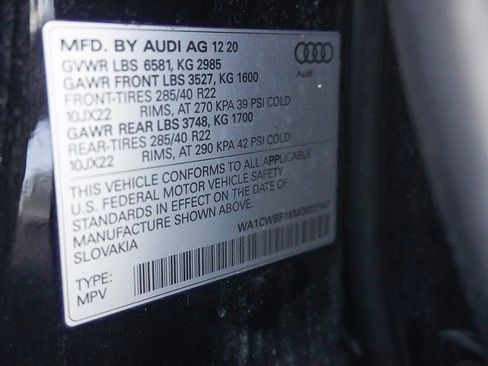 MFD. BY AUDI AG 12 20
GVWR LBS 6581, KG 2985
GAWR FRONT LBS 3527, KG 1600
FRONT-TIRES 285/40 R22
10JX22 RIMS, AT 270 KPA 39 PSI COLD
GAWR REAR LBS 3748, KG 1700
REAR-TIRES 285/40 R22
10JX22 RIMS, AT 290 KPA 42 PSI COLD
Audi
THIS VEHICLE CONFORMS TO ALL APPLICABLE
U.S. FEDERAL MOTOR VEHICLE SAFETY
STANDARDS IN EFFECT ON THE DATE OF
MANUFACTURE SHOWN ABOVE.
SLOVAKIA
TYPE:
MPV